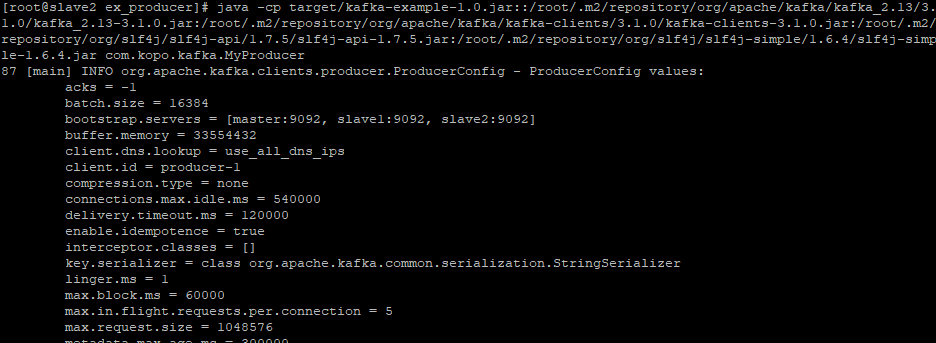 [root@slave2 ex_producer]# java -cp target/kafka-example-1.0.jar::/root/.m2/repository/org/apache/kafka/kafka_2.13/3.
1.0/kafka_2.13-3.1.0.jar:/root/.m2/repository/org/apache/kafka/kafka-clients/3.1.0/kafka-clients-3.1.0.jar:/root/.m2/
repository/org/slf4j/slf4j-api/1.7.5/slf4j-api-1.7.5.jar:/root/.m2/repository/org/slf4j/slf4j-simple/1.6.4/slf4j-simp
le-1.6.4.jar com.kopo.kafka.MyProducer
87 [main] INFO org.apache.kafka.clients.producer.ProducerConfig - ProducerConfig values:
acks = -1
batch.size = 16384
bootstrap.servers = [master:9092, slave1:9092, slave2:9092]
buffer.memory = 33554432
client.dns.lookup = use_all_dns_ips
client.id = producer-1
compression.type = none
connections.max.idle.ms = 540000
delivery.timeout.ms = 120000
enable.idempotence = true
interceptor.classes = []
key.serializer = class org.apache.kafka.common.serialization.StringSerializer
linger.ms = 1
max.block.ms = 60000
max.in.flight.requests.per.connection = 5
max.request.size = 1048576
metadata.max.age.ms = 300000